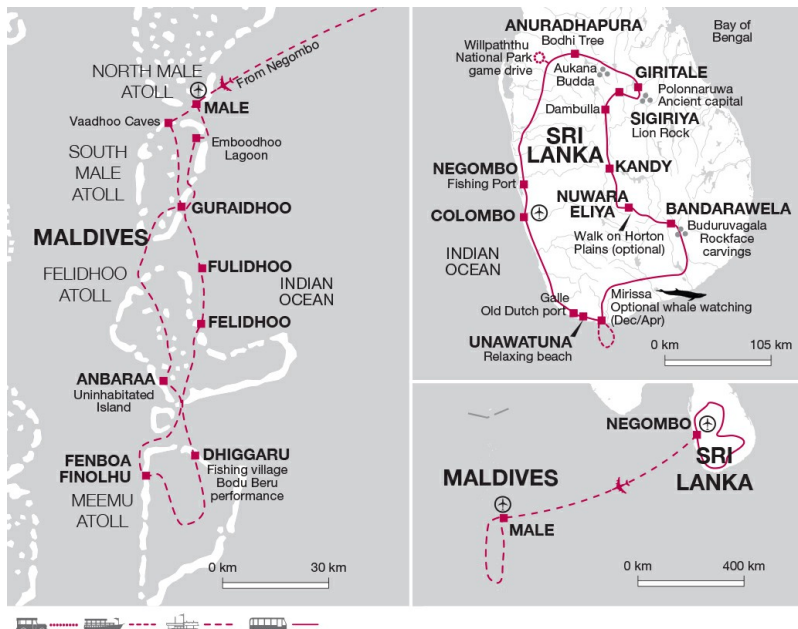 From Negombo
NORTH MALE
ATOLL
MALE
Vaadhoo Caves
Emboodhoo
Lagoon
SOUTH
MALE
ATOLL
GURAIDHOO
MALDIVES
FELIDHOO
ATOLL
FULIDHOO
INDIAN
OCEAN
FELIDHOO
ANBARAA
Uninhabited
Island
FENBOA
FINOLHU
DHIGGARU
Fishing village
Bodu Beru
performance
MEEMU
ATOLL
0 km
30 km
ANURADHAPURA
Bodhi Tree
Bay of
Bengal
Willpaththu
National Park
game drive
Aukana
Budda
GIRITALE
Polonnaruwa
Ancient capital
Dambulla
SIGIRIYA
Lion Rock
SRI
LANKA
KANDY
NEGOMBO
Fishing Port
NUWARA
ELIYA
COLOMBO
BANDARAWELA
Walk on Horton
Plains (optional)
Buduruvagala
Rockface
carvings
INDIAN
OCEAN
Galle
Old Dutch port
Mirissa
Optional whale watching
(Dec/Apr)
UNAWATUNA
Relaxing beach
0 km
105 km
NEGOMBO
SRI
LANKA
MALDIVES
MALE
0 km
400 km